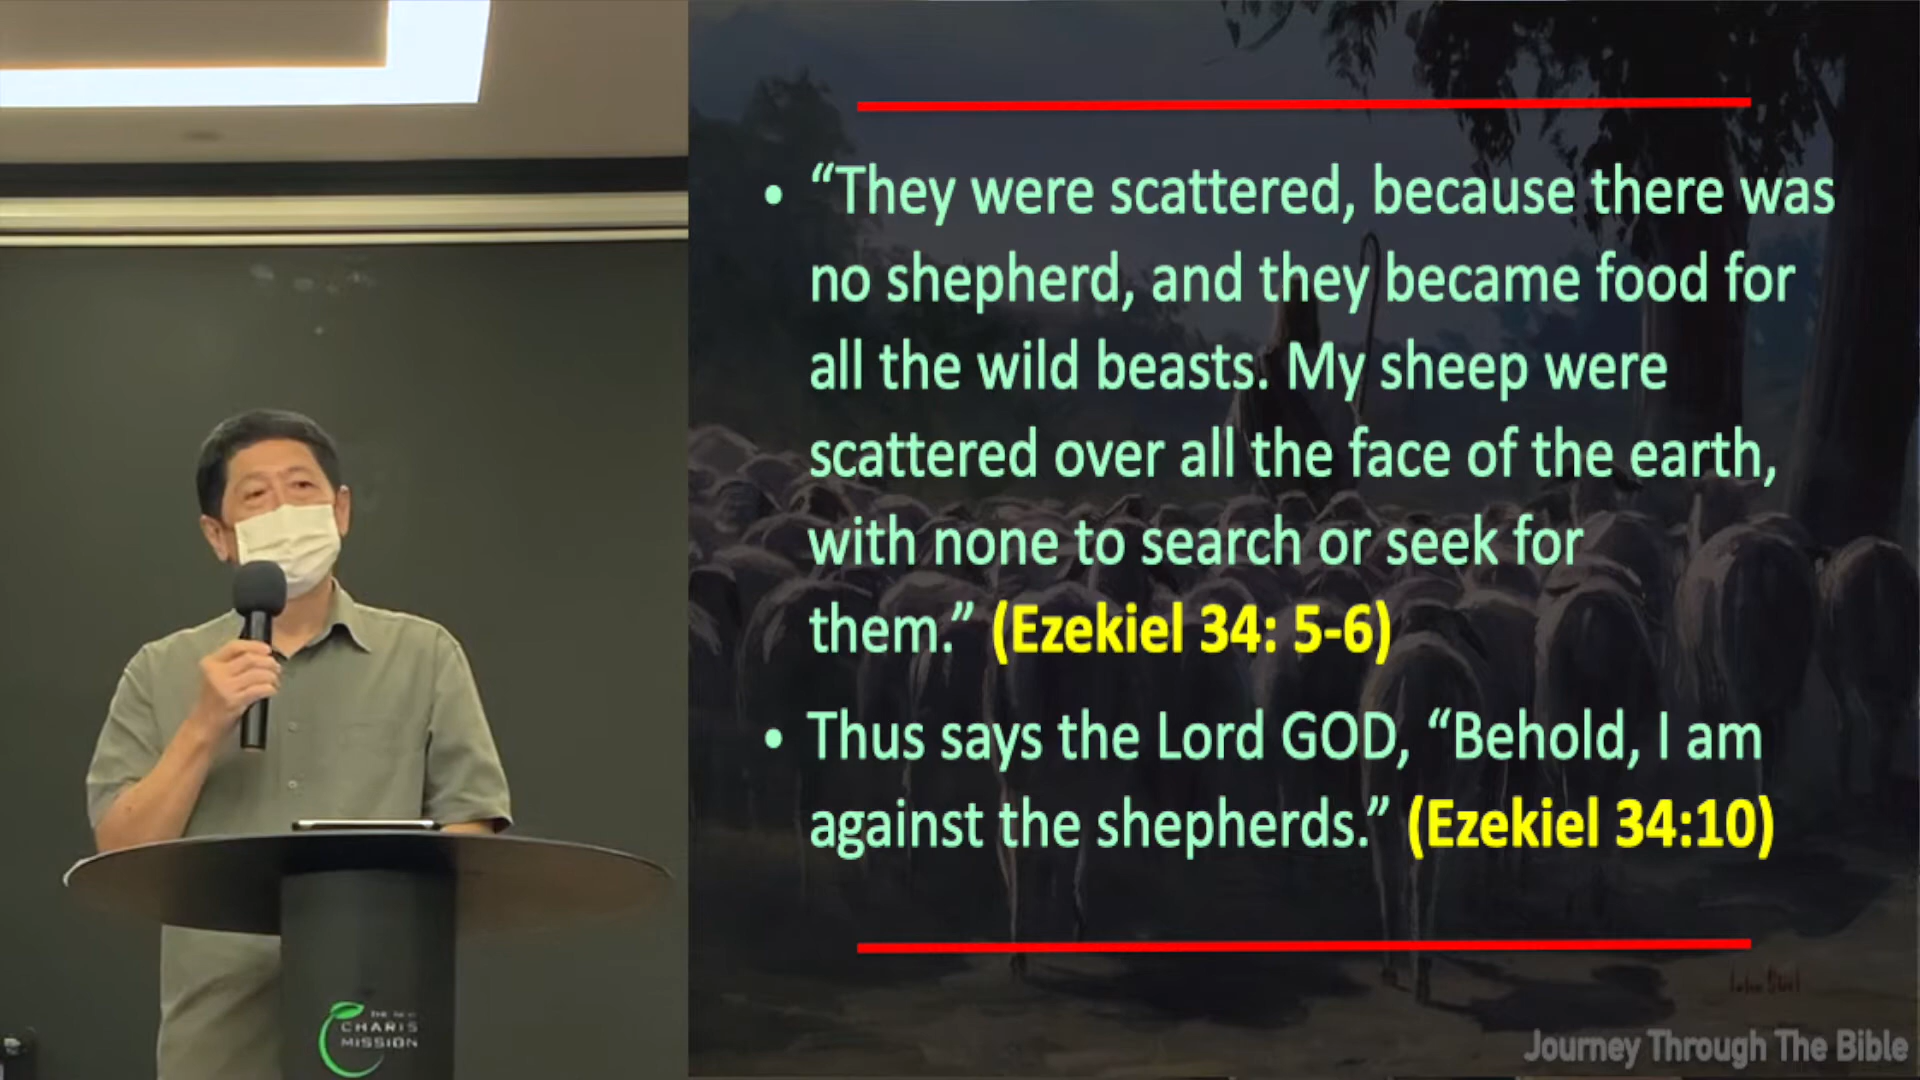 • “They were scattered, because there was
no shepherd, and they became food for
all the wild beasts. My sheep were
scattered over all the face of the earth,
with none to search or seek for
them.” (Ezekiel 34: 5-6)
• Thus says the Lord GOD, “Behold, I am
against the shepherds.” (Ezekiel 34:10)
Journey Through The Bible
THE NEW
CHARIS
MISSION